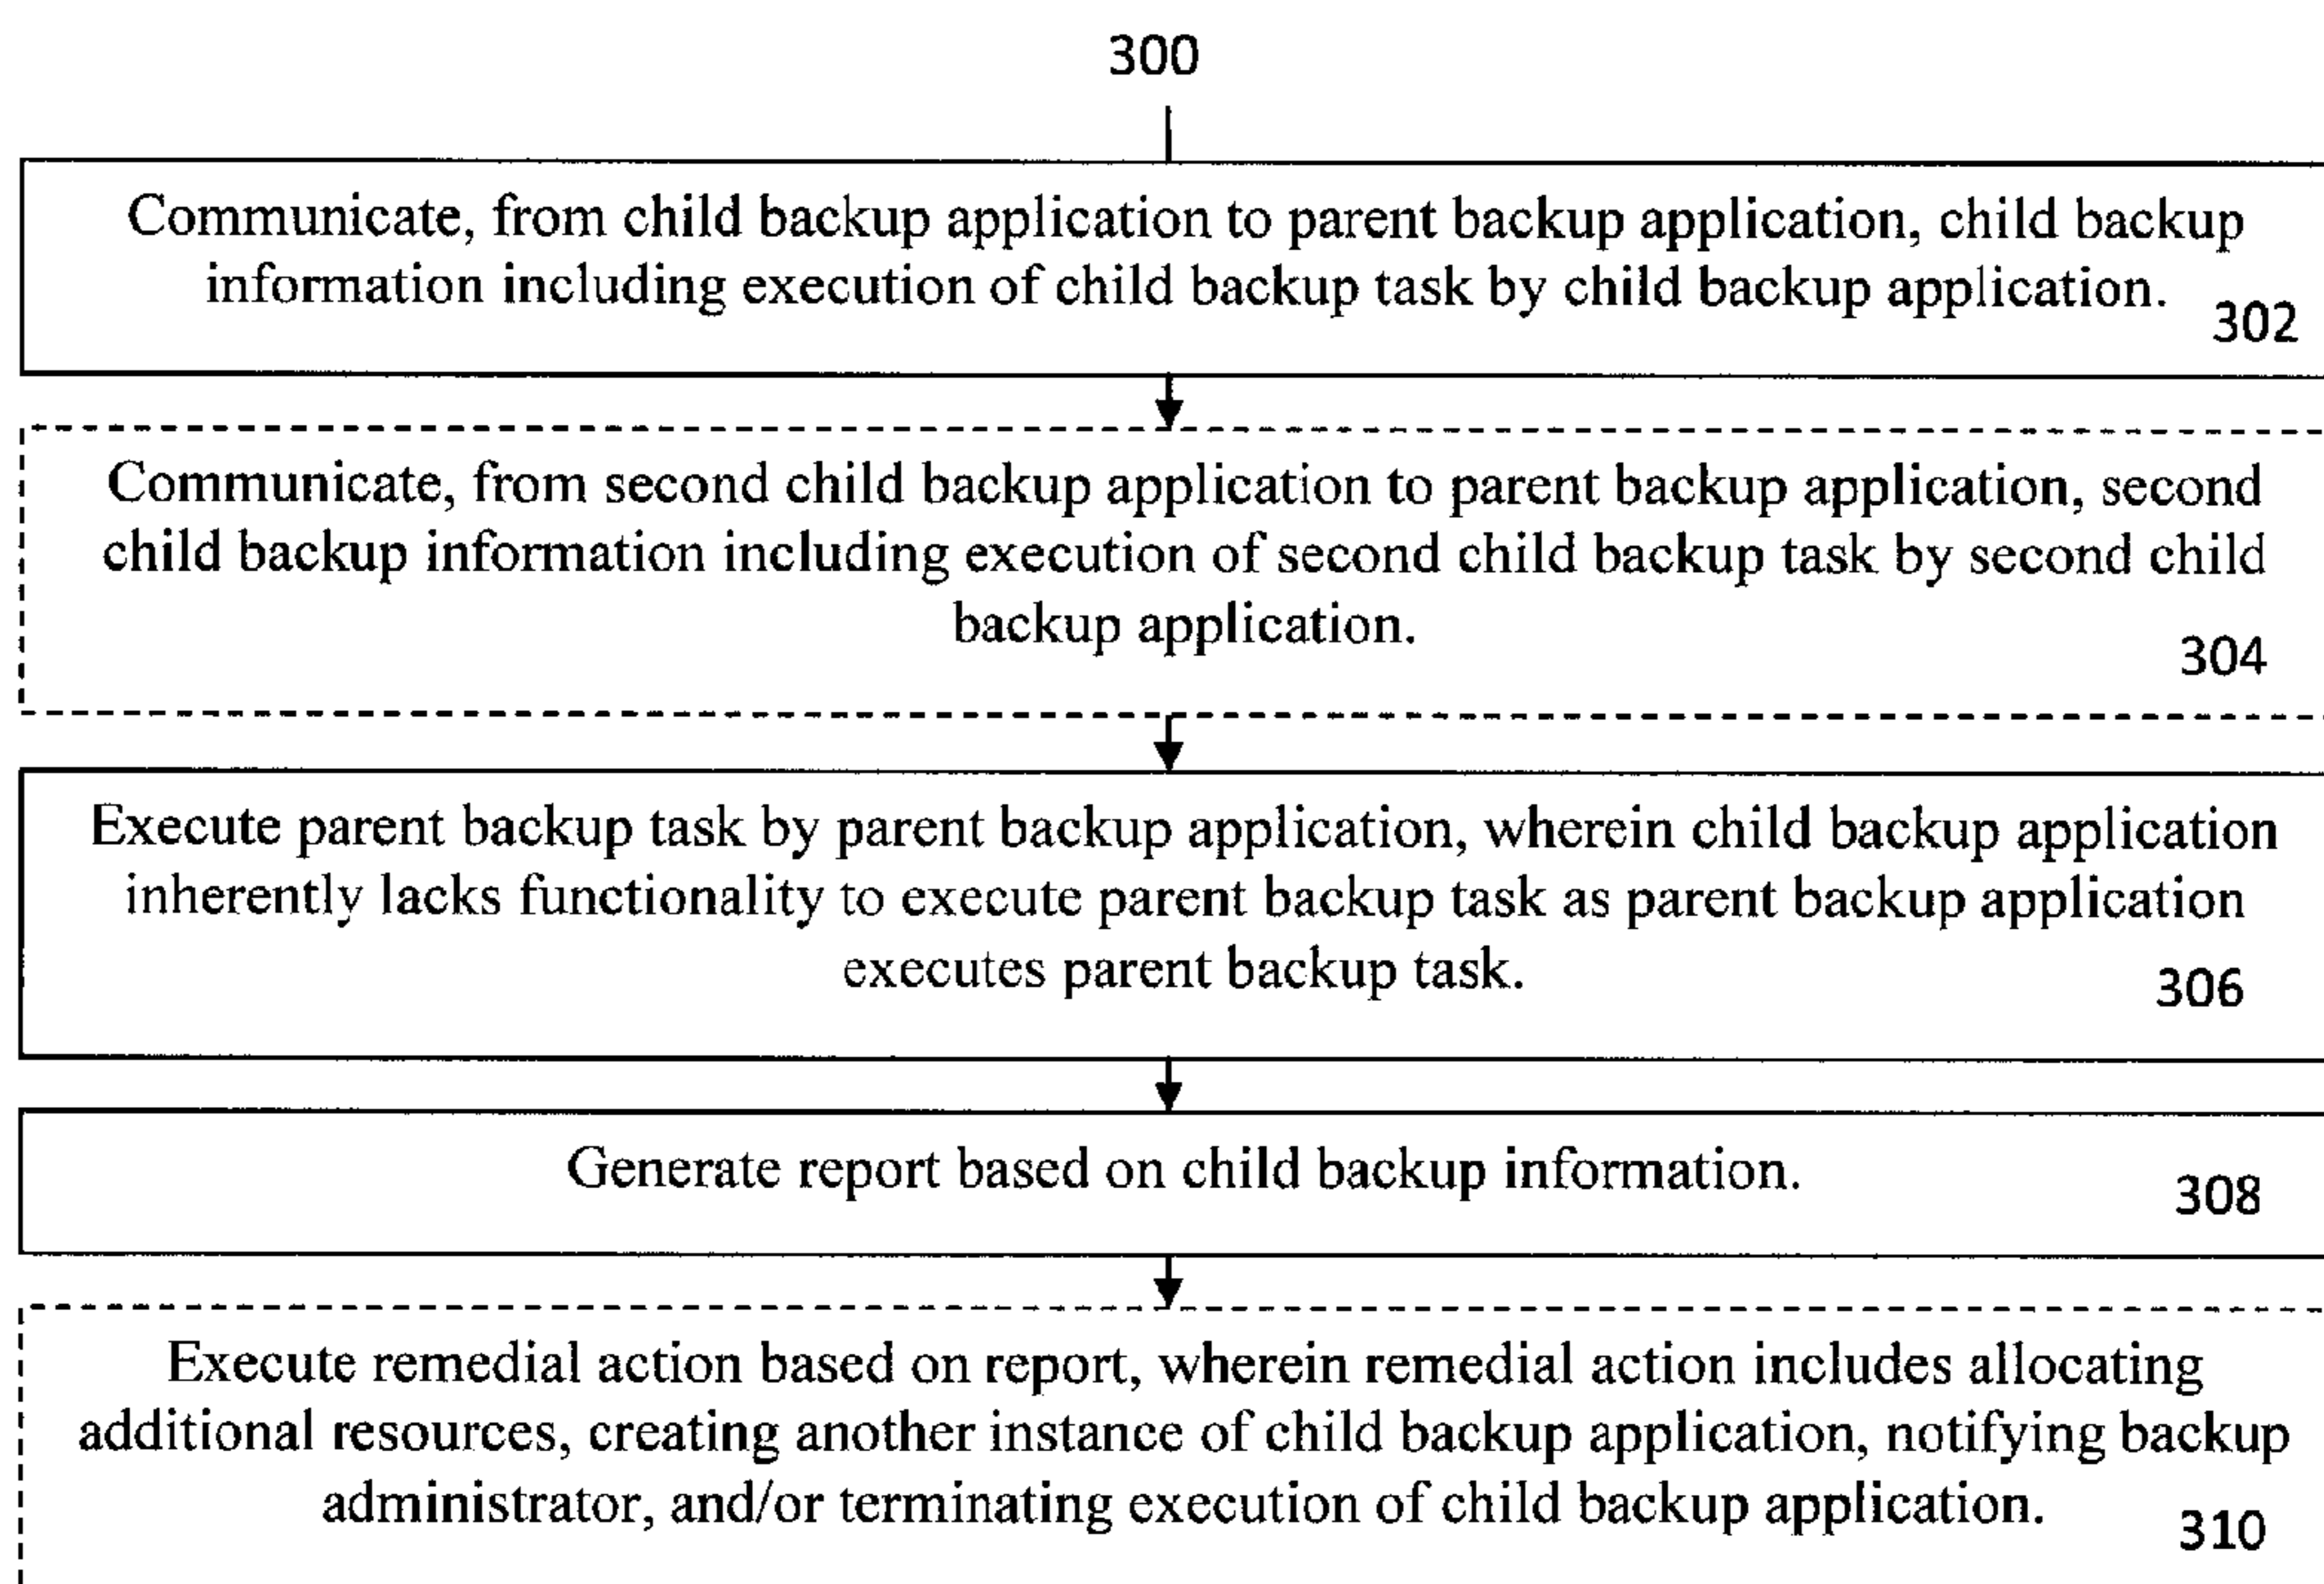 300
Communicate, from child backup application to parent backup application, child backup
information including execution of child backup task by child backup application.
302
Communicate, from second child backup application to parent backup application, second
child backup information including execution of second child backup task by second child
backup application.
304
Execute parent backup task by parent backup application, wherein child backup application
inherently lacks functionality to execute parent backup task as parent backup application
executes parent backup task.
306
Generate report based on child backup information.
308
Execute remedial action based on report, wherein remedial action includes allocating
additional resources, creating another instance of child backup application, notifying backup
administrator, and/or terminating execution of child backup application.
310